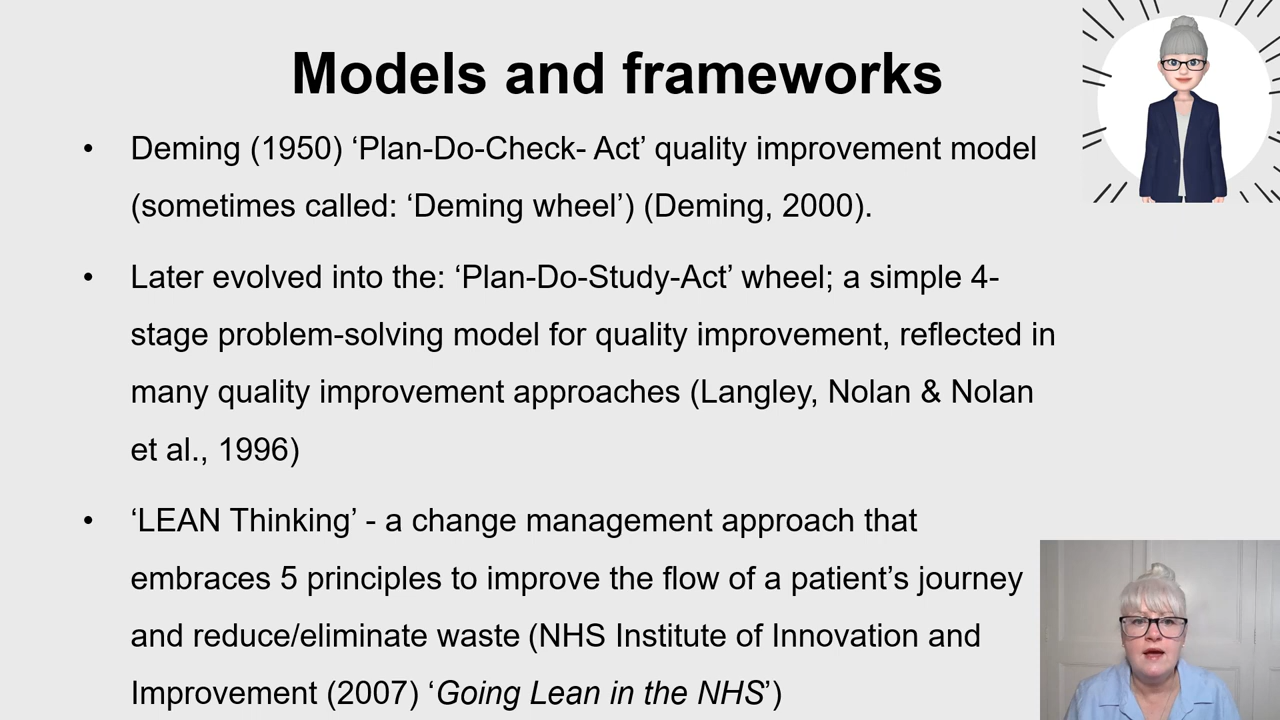 Models and frameworks
• Deming (1950) ‘Plan-Do-Check- Act’ quality improvement model
(sometimes called: ‘Deming wheel’) (Deming, 2000).
• Later evolved into the: ‘Plan-Do-Study-Act’ wheel; a simple 4-
stage problem-solving model for quality improvement, reflected in
many quality improvement approaches (Langley, Nolan & Nolan
et al., 1996)
• ‘LEAN Thinking’ - a change management approach that
embraces 5 principles to improve the flow of a patient’s journey
and reduce/eliminate waste (NHS Institute of Innovation and
Improvement (2007) ‘Going Lean in the NHS’)